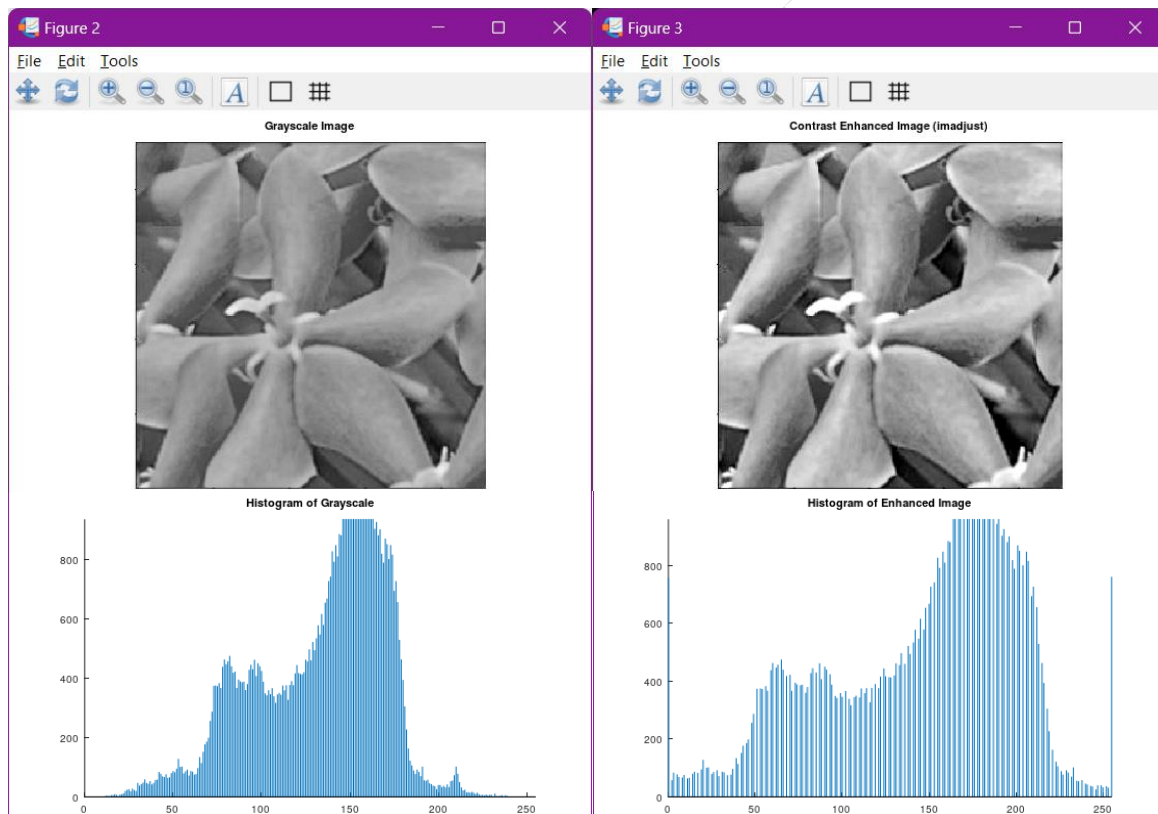 Figure 2
File Edit Tools
A
Grayscale Image
Histogram of Grayscale
800
600
400
200
0
0 50 100 150 200 250
Figure 3
File Edit Tools
A
Contrast Enhanced Image (imadjust)
Histogram of Enhanced Image
800
600
400
200
0
0 50 100 150 200 250